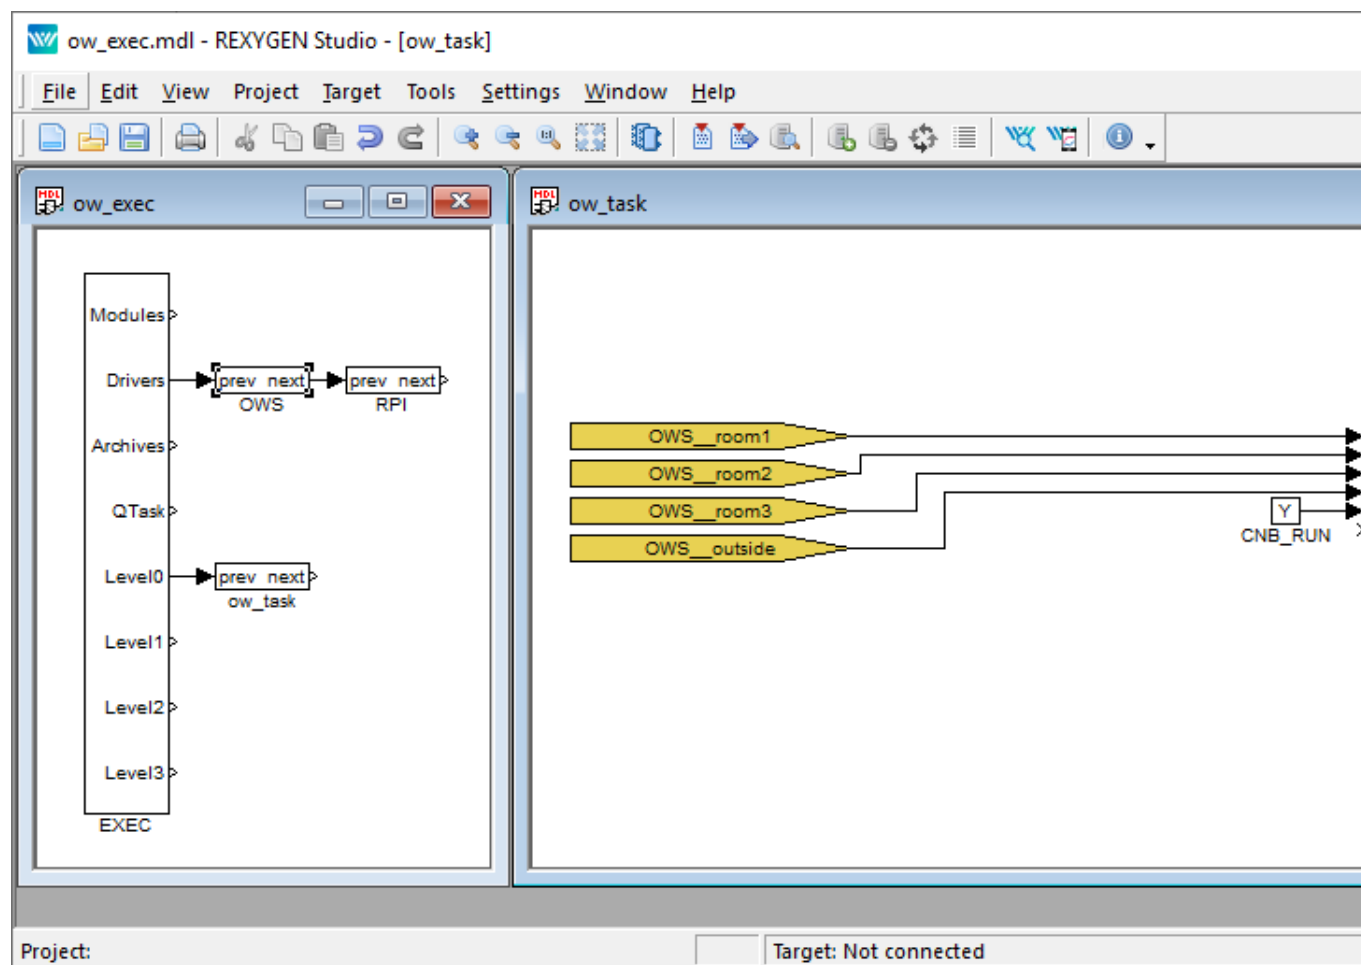 ow_exec.mdl - REXYGEN Studio - [ow_task]
File Edit View Project Target Tools Settings Window Help
ow_exec
Modules
Drivers prev next prev next
OWS RPI
Archives
QTask
Level0 prev next
ow_task
Level1
Level2
Level3
EXEC
ow_task
OWS__room1
OWS__room2
OWS__room3
Y
OWS__outside
CNB_RUN
Project:
Target: Not connected